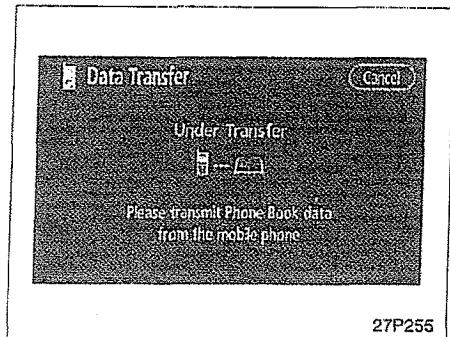 Data Transfer
Cancel
Under Transfer
Please transmit Phone Book data
from the mobile phone
27P255